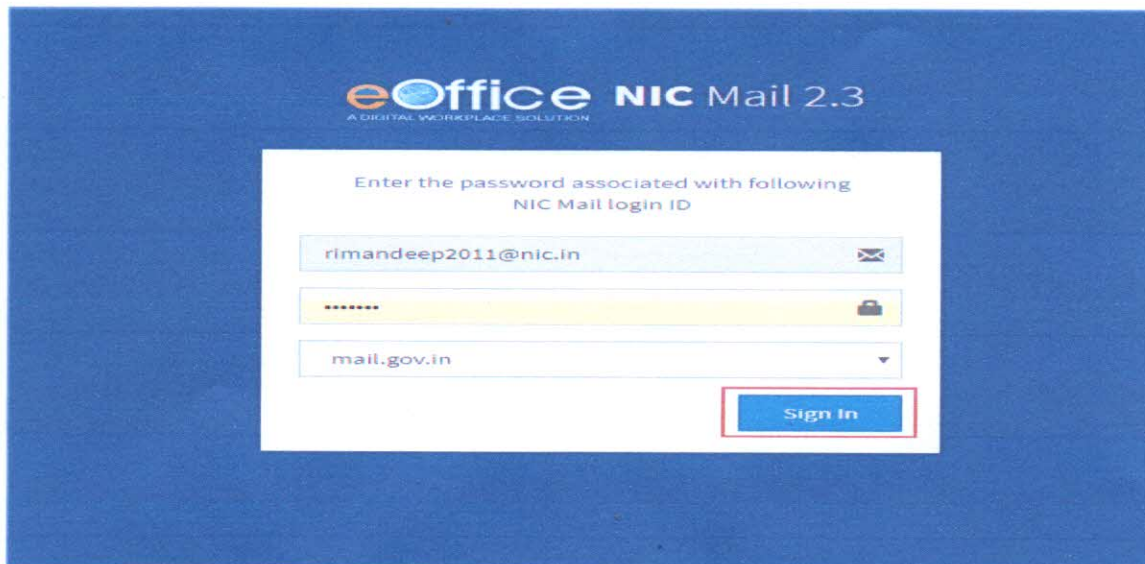 eOffice NIC Mail 2.3
A DIGITAL WORKPLACE SOLUTION
Enter the password associated with following
NIC Mail login ID
rimandeep2011@nic.in
•••••••
mail.gov.in
Sign In